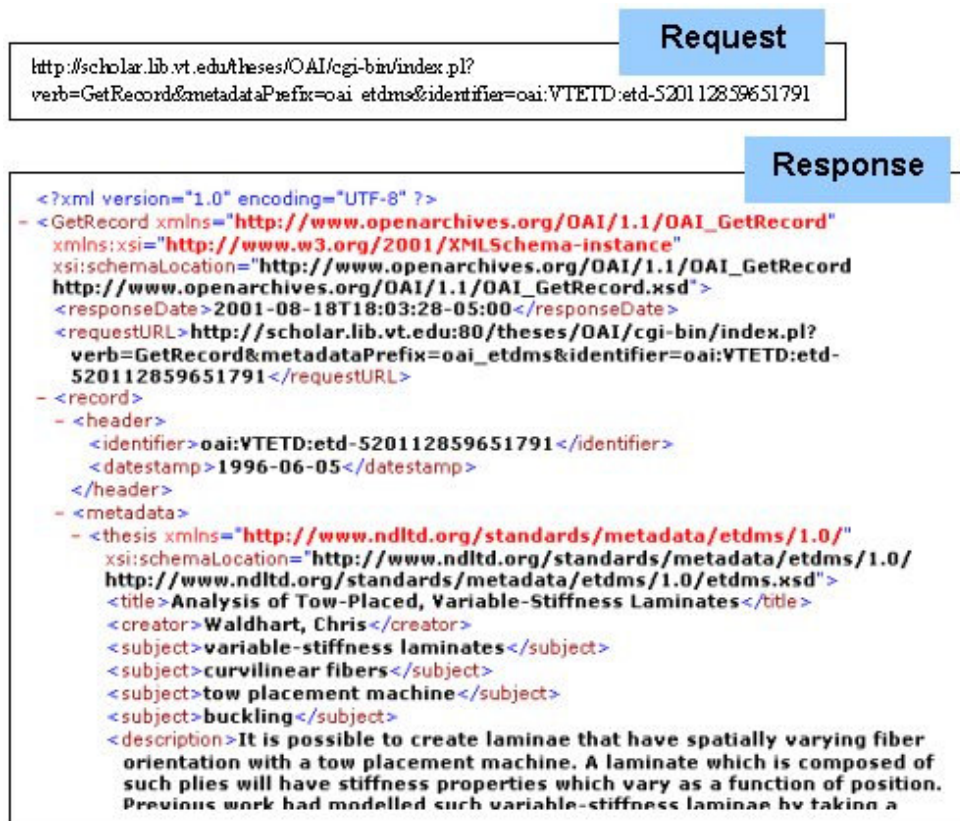 Request
http://scholar.lib.vt.edu/theses/OAI/cgi-bin/index.pl?
verb=GetRecord&metadataPrefix=oai etdms&identifier=oai:VTETD:etd-520112859651791
Response
<?xml version="1.0" encoding="UTF-8" ?>
- <GetRecord xmlns="http://www.openarchives.org/OAI/1.1/OAI_GetRecord"
xmlns:xsi="http://www.w3.org/2001/XMLSchema-instance"
xsi:schemaLocation="http://www.openarchives.org/OAI/1.1/OAI_GetRecord
http://www.openarchives.org/OAI/1.1/OAI_GetRecord.xsd">
<responseDate>2001-08-18T18:03:28-05:00</responseDate>
<requestURL>http://scholar.lib.vt.edu:80/theses/OAI/cgi-bin/index.pl?
verb=GetRecord&metadataPrefix=oai_etdms&identifier=oai:VTETD:etd-
520112859651791</requestURL>
- <record>
- <header>
<identifier>oai:VTETD:etd-520112859651791</identifier>
<datestamp>1996-06-05</datestamp>
</header>
- <metadata>
- <thesis xmlns="http://www.ndltd.org/standards/metadata/etdms/1.0/"
xsi:schemaLocation="http://www.ndltd.org/standards/metadata/etdms/1.0/
http://www.ndltd.org/standards/metadata/etdms/1.0/etdms.xsd">
<title>Analysis of Tow-Placed, Variable-Stiffness Laminates</title>
<creator>Waldhart, Chris</creator>
<subject>variable-stiffness laminates</subject>
<subject>curvilinear fibers</subject>
<subject>tow placement machine</subject>
<subject>buckling</subject>
<description>It is possible to create laminae that have spatially varying fiber
orientation with a tow placement machine. A laminate which is composed of
such plies will have stiffness properties which vary as a function of position.
Previous work had modelled such variable-stiffness laminae by taking a